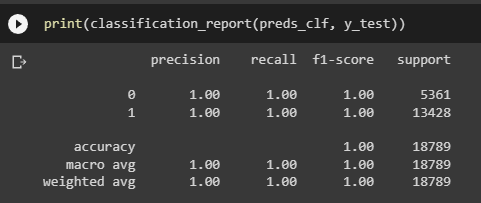 print(classification_report(preds_clf, y_test))
precision recall f1-score support
0 1.00 1.00 1.00 5361
1 1.00 1.00 1.00 13428
accuracy 1.00 18789
macro avg 1.00 1.00 1.00 18789
weighted avg 1.00 1.00 1.00 18789